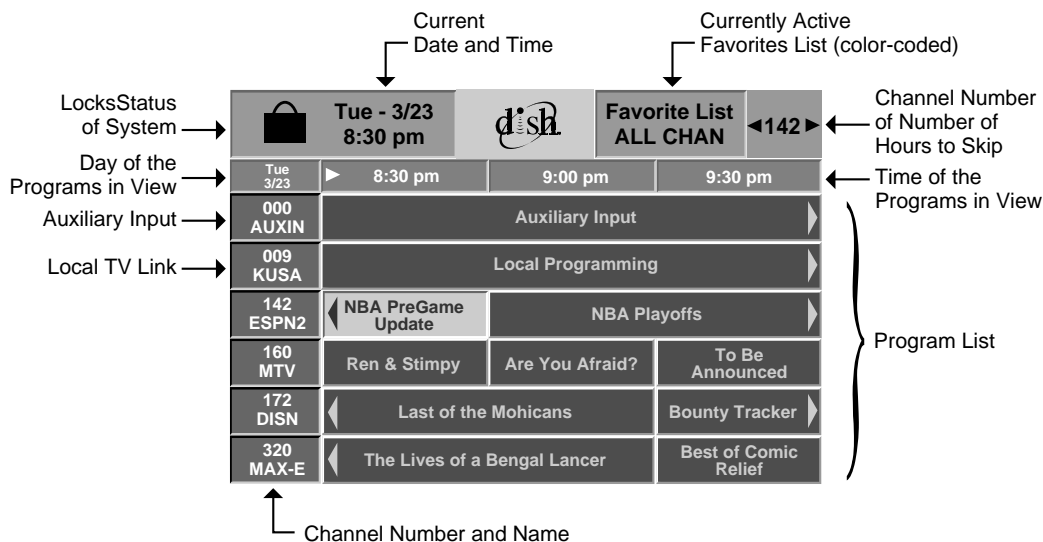 Current
Date and Time
Currently Active
Favorites List (color-coded)
LocksStatus
of System
Tue - 3/23
8:30 pm
dish.
Favorite List
ALL CHAN
142
Channel Number
of Number of
Hours to Skip
Day of the
Programs in View
Tue
3/23
8:30 pm
9:00 pm
9:30 pm
Time of the
Programs in View
Auxiliary Input
000
AUXIN
Auxiliary Input
Local TV Link
009
KUSA
Local Programming
142
ESPN2
NBA PreGame
Update
NBA Playoffs
Program List
160
MTV
Ren & Stimpy
Are You Afraid?
To Be
Announced
172
DISN
Last of the Mohicans
Bounty Tracker
320
MAX-E
The Lives of a Bengal Lancer
Best of Comic
Relief
Channel Number and Name